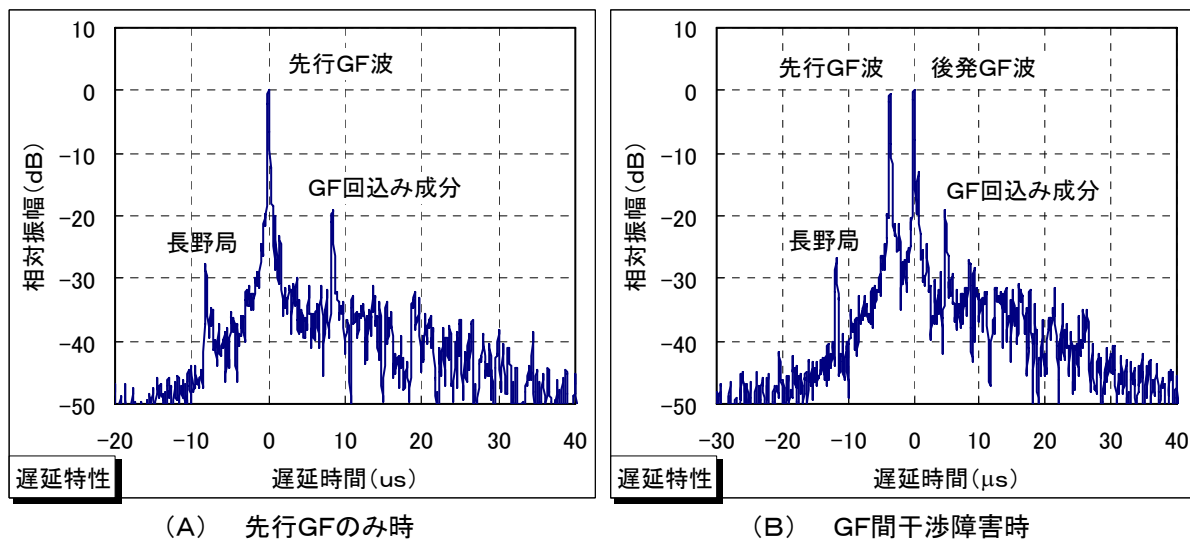 10
0
-10
-20
-30
-40
-50
相対振幅(dB)
先行GF波
GF回込み成分
長野局
-20 -10 0 10 20 30 40
遅延時間(us)
遅延特性
(A) 先行GFのみ時
10
0
-10
-20
-30
-40
-50
相対振幅(dB)
先行GF波 後発GF波
GF回込み成分
長野局
-30 -20 -10 0 10 20 30 40
遅延時間(μs)
遅延特性
(B) GF間干渉障害時